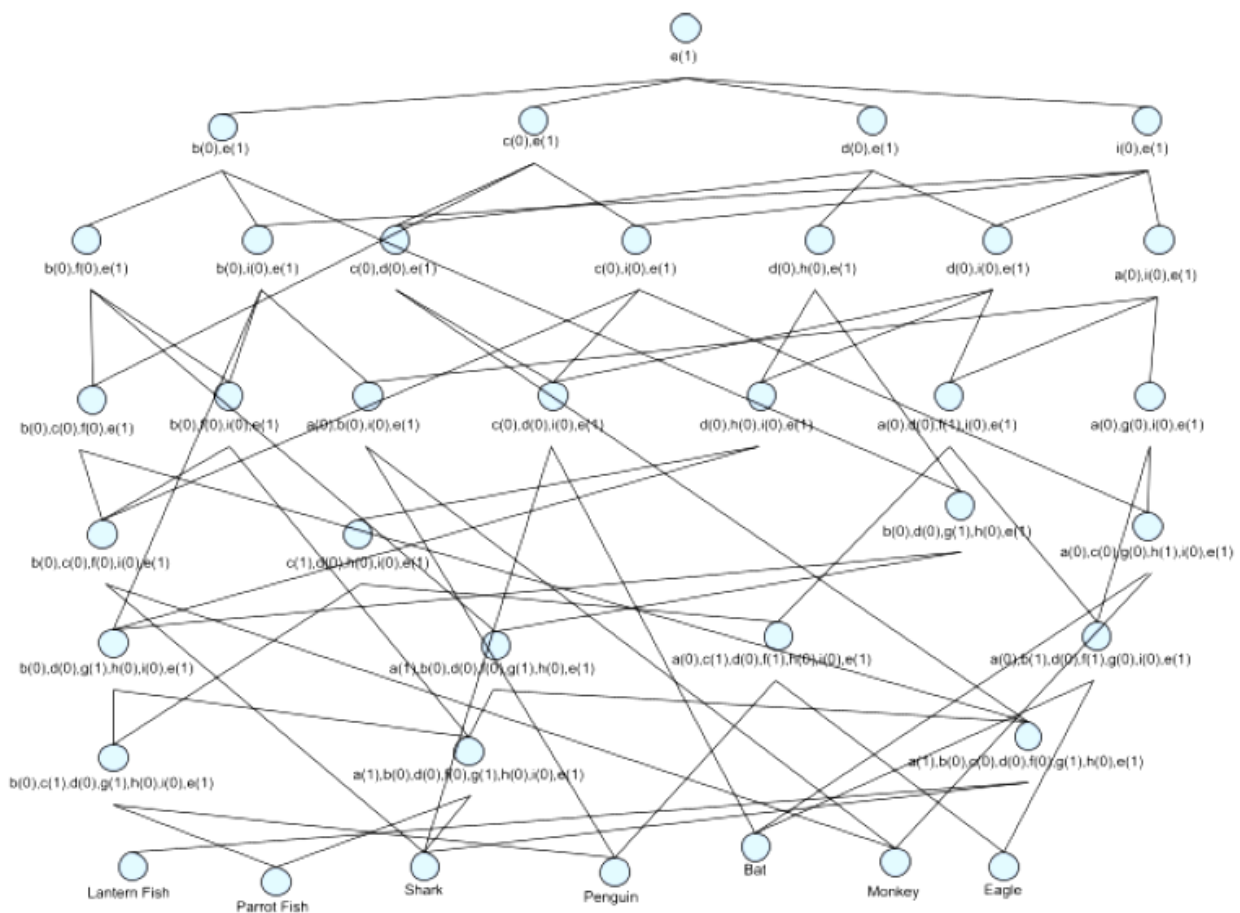 e(1)
b(0),e(1)
c(0),e(1)
d(0),e(1)
i(0),e(1)
b(0),f(0),e(1)
b(0),i(0),e(1)
c(0),d(0),e(1)
c(0),i(0),e(1)
d(0),h(0),e(1)
d(0),i(0),e(1)
a(0),i(0),e(1)
b(0),c(0),f(0),e(1)
b(0),f(0),i(0),e(1)
a(0),b(0),i(0),e(1)
c(0),d(0),i(0),e(1)
d(0),h(0),i(0),e(1)
a(0),d(0),f(1),i(0),e(1)
a(0),g(0),i(0),e(1)
b(0),c(0),f(0),i(0),e(1)
c(1),d(0),h(0),i(0),e(1)
b(0),d(0),g(1),h(0),e(1)
a(0),c(0),g(0),h(1),i(0),e(1)
b(0),d(0),g(1),h(0),i(0),e(1)
a(1),b(0),d(0),f(0),g(1),h(0),e(1)
a(0),c(1),d(0),f(1),h(0),i(0),e(1)
a(0),b(1),d(0),f(1),g(0),i(0),e(1)
b(0),c(1),d(0),g(1),h(0),i(0),e(1)
a(1),b(0),d(0),f(0),g(1),h(0),i(0),e(1)
a(1),b(0),c(0),d(0),f(0),g(1),h(0),e(1)
Lantern Fish
Parrot Fish
Shark
Penguin
Bat
Monkey
Eagle